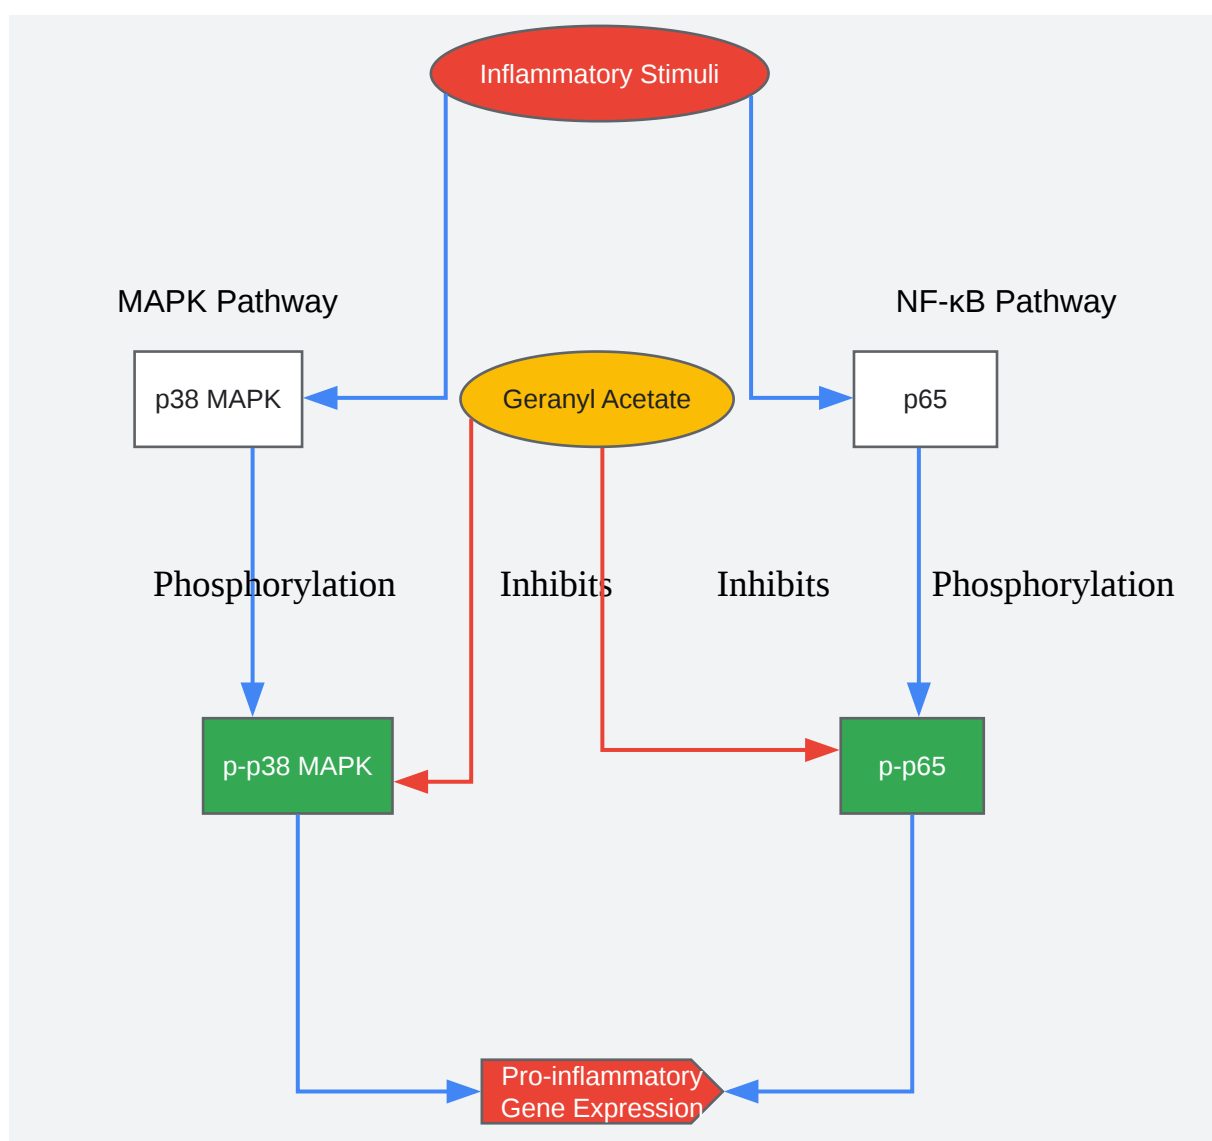 Inflammatory Stimuli
MAPK Pathway
NF-κB Pathway
p38 MAPK
Geranyl Acetate
p65
Phosphorylation
Inhibits
Inhibits
Phosphorylation
p-p38 MAPK
p-p65
Pro-inflammatory
Gene Expression